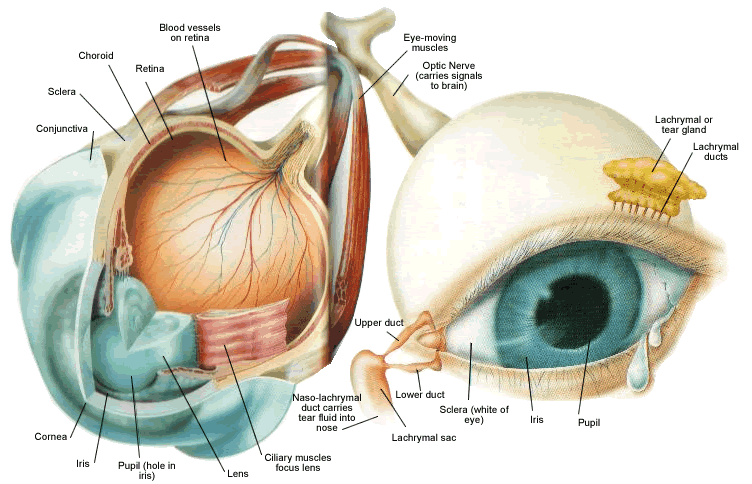 Blood vessels
on retina
Choroid
Retina
Sclera
Conjunctiva
Eye-moving
muscles
Optic Nerve
(carries signals
to brain)
Lachrymal or
tear gland
Lachrymal
ducts
Upper duct
Lower duct
Naso-lachrymal
duct carries
tear fluid into
nose
Lachrymal sac
Sclera (white of
eye)
Iris
Pupil
Cornea
Iris
Pupil (hole in
iris)
Lens
Ciliary muscles
focus lens